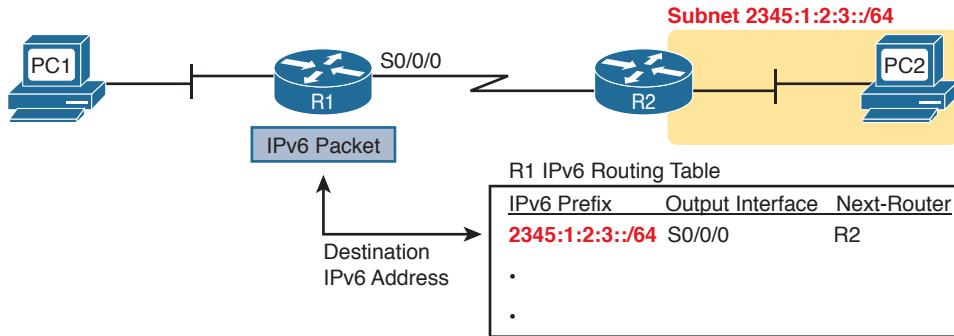 Subnet 2345:1:2:3::/64
PC1
S0/0/0
R1
R2
PC2
IPv6 Packet
R1 IPv6 Routing Table
IPv6 Prefix Output Interface Next-Router
2345:1:2:3::/64 S0/0/0 R2
Destination
IPv6 Address